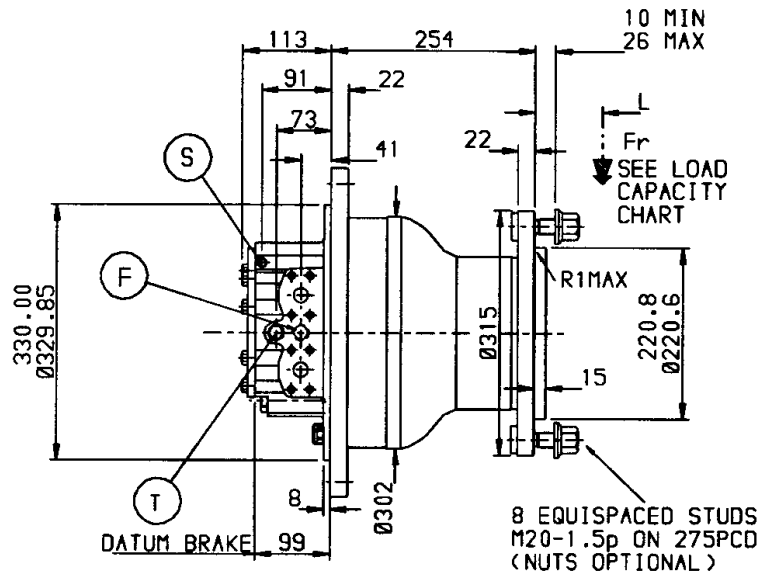 10 MIN
26 MAX
113
254
91
22
L
73
22
Fr
41
SEE LOAD
CAPACITY
CHART
S
F
R1MAX
330.00
Ø329.85
Ø315
220.8
Ø220.6
15
T
8
Ø302
8 EQUISPACED STUDS
M20-1.5p ON 275PCD
(NUTS OPTIONAL)
DATUM BRAKE
99